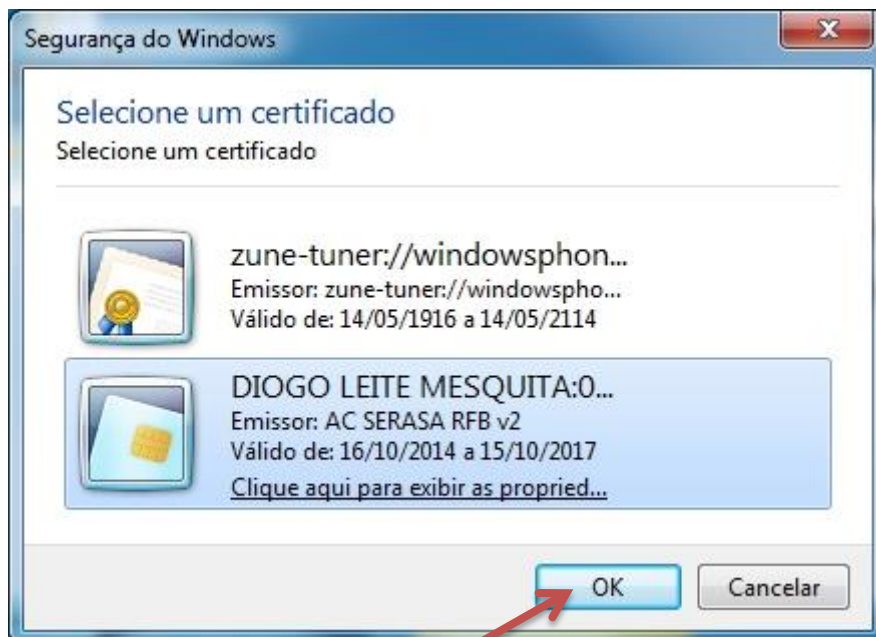 Segurança do Windows
Selecione um certificado
Selecione um certificado
zune-tuner://windowsphon...
Emissor: zune-tuner://windowspho...
Válido de: 14/05/1916 a 14/05/2114
DIOGO LEITE MESQUITA:0...
Emissor: AC SERASA RFB v2
Válido de: 16/10/2014 a 15/10/2017
Clique aqui para exibir as propried...
OK
Cancelar